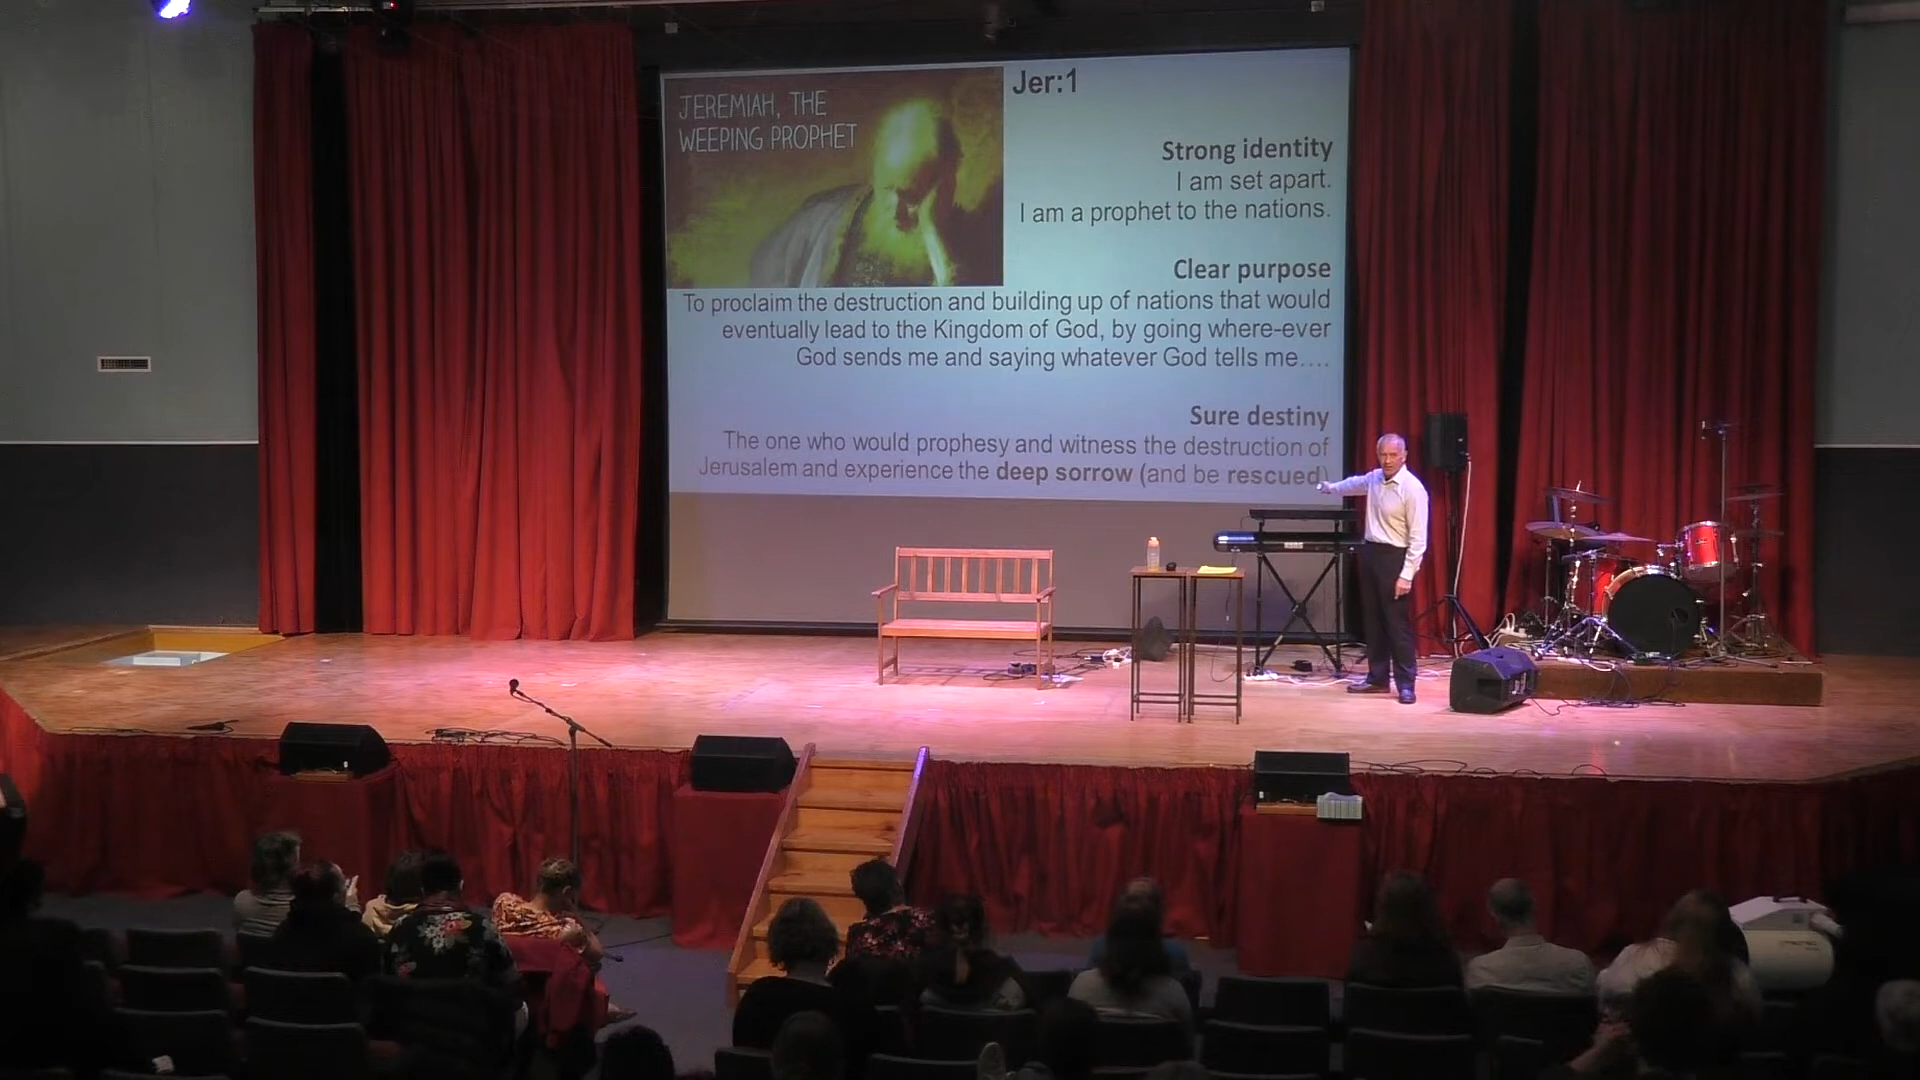 JEREMIAH, THE
WEEPING PROPHET
Jer:1
Strong identity
I am set apart.
I am a prophet to the nations.
Clear purpose
To proclaim the destruction and building up of nations that would
eventually lead to the Kingdom of God, by going where-ever
God sends me and saying whatever God tells me....
Sure destiny
The one who would prophesy and witness the destruction of
Jerusalem and experience the deep sorrow (and be rescued)